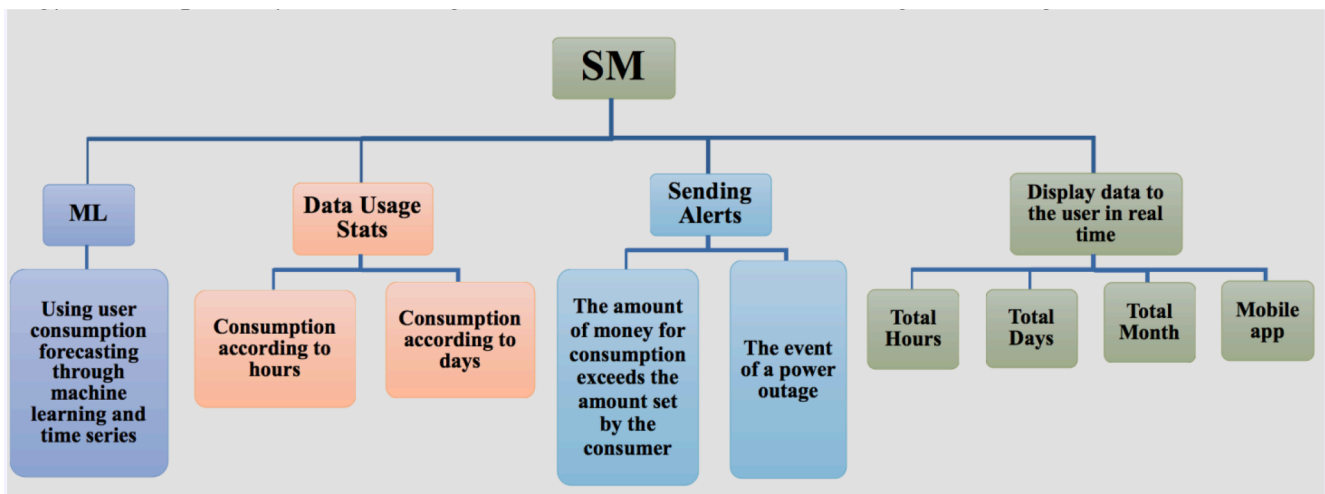 SM
ML
Data Usage
Stats
Sending
Alerts
Display data to
the user in real
time
Using user
consumption
forecasting
through
machine
learning and
time series
Consumption
according to
hours
Consumption
according to
days
The amount
of money for
consumption
exceeds the
amount set
by the
consumer
The event
of a power
outage
Total
Hours
Total
Days
Total
Month
Mobile
app